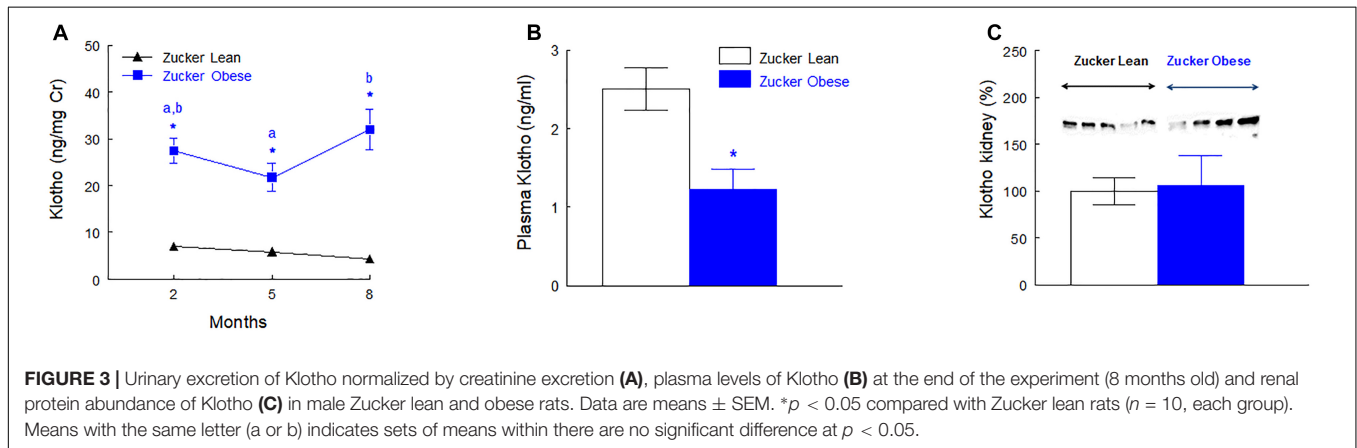 A
Klotho (ng/mg Cr)
50
40
30
20
10
0
Zucker Lean
Zucker Obese
a,b
*
a
*
b
*
2 5 8
Months
B
Plasma Klotho (ng/ml)
3
2
1
0
Zucker Lean
Zucker Obese
*
C
Klotho kidney (%)
250
200
150
100
50
0
Zucker Lean Zucker Obese
FIGURE 3 | Urinary excretion of Klotho normalized by creatinine excretion (A), plasma levels of Klotho (B) at the end of the experiment (8 months old) and renal
protein abundance of Klotho (C) in male Zucker lean and obese rats. Data are means ± SEM. *p < 0.05 compared with Zucker lean rats (n = 10, each group).
Means with the same letter (a or b) indicates sets of means within there are no significant difference at p < 0.05.